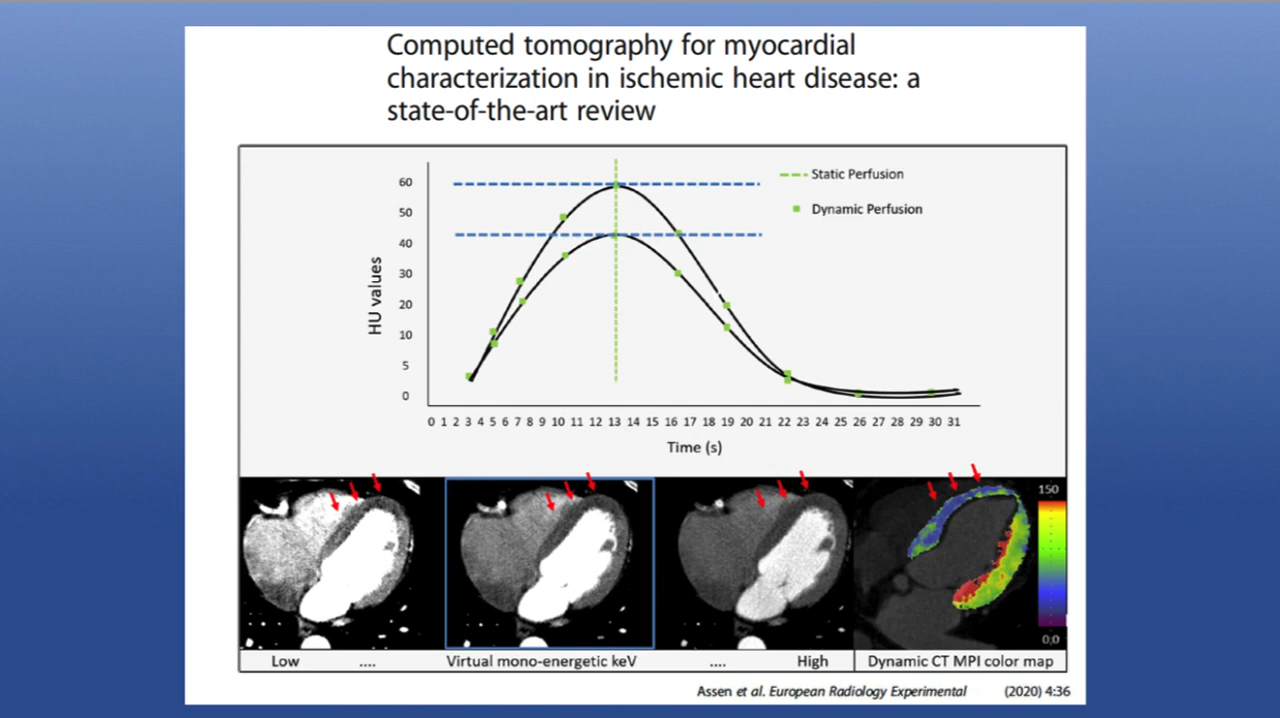 Computed tomography for myocardial
characterization in ischemic heart disease: a
state-of-the-art review
Static Perfusion
Dynamic Perfusion
60
50
40
30
20
10
5
0
HU values
0 1 2 3 4 5 6 7 8 9 10 11 12 13 14 15 16 17 18 19 20 21 22 23 24 25 26 27 28 29 30 31
Time (s)
150
0,0
Low .... Virtual mono-energetic keV .... High Dynamic CT MPI color map
Assen et al. European Radiology Experimental (2020) 4:36